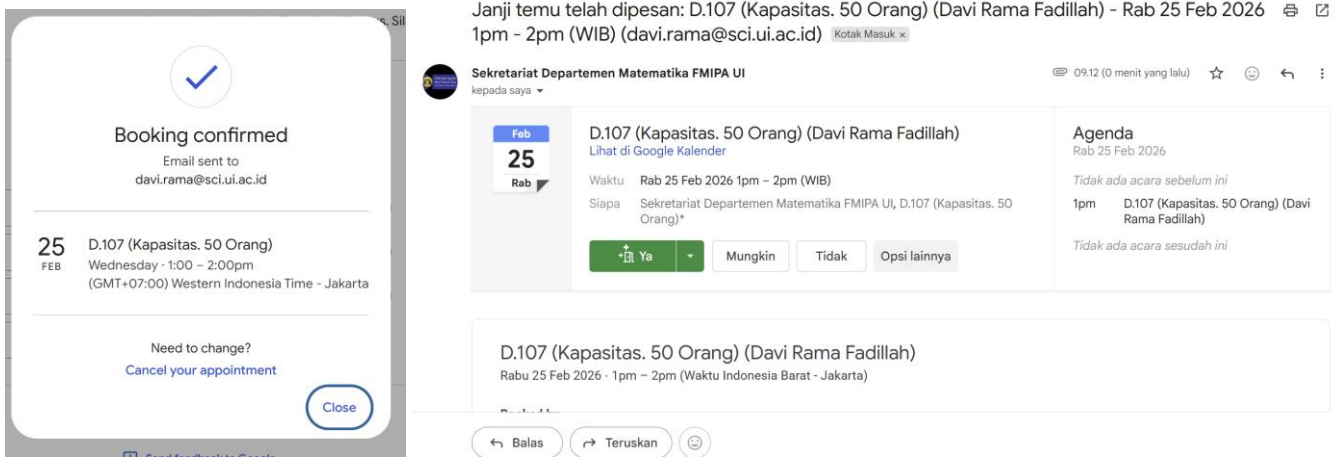 s. Sil
Booking confirmed
Email sent to
davi.rama@sci.ui.ac.id
25
FEB
D.107 (Kapasitas. 50 Orang)
Wednesday · 1:00 – 2:00pm
(GMT+07:00) Western Indonesia Time - Jakarta
Need to change?
Cancel your appointment
Close
Send feedback to Google
Janji temu telah dipesan: D.107 (Kapasitas. 50 Orang) (Davi Rama Fadillah) - Rab 25 Feb 2026
1pm - 2pm (WIB) (davi.rama@sci.ui.ac.id) Kotak Masuk ×
Sekretariat Departemen Matematika FMIPA UI
09.12 (0 menit yang lalu)
kepada saya
Feb
25
Rab
D.107 (Kapasitas. 50 Orang) (Davi Rama Fadillah)
Lihat di Google Kalender
Waktu Rab 25 Feb 2026 1pm – 2pm (WIB)
Siapa Sekretariat Departemen Matematika FMIPA UI, D.107 (Kapasitas. 50
Orang)*
Ya
Mungkin
Tidak
Opsi lainnya
Agenda
Rab 25 Feb 2026
Tidak ada acara sebelum ini
1pm D.107 (Kapasitas. 50 Orang) (Davi
Rama Fadillah)
Tidak ada acara sesudah ini
D.107 (Kapasitas. 50 Orang) (Davi Rama Fadillah)
Rabu 25 Feb 2026 · 1pm – 2pm (Waktu Indonesia Barat - Jakarta)
Balas
Teruskan